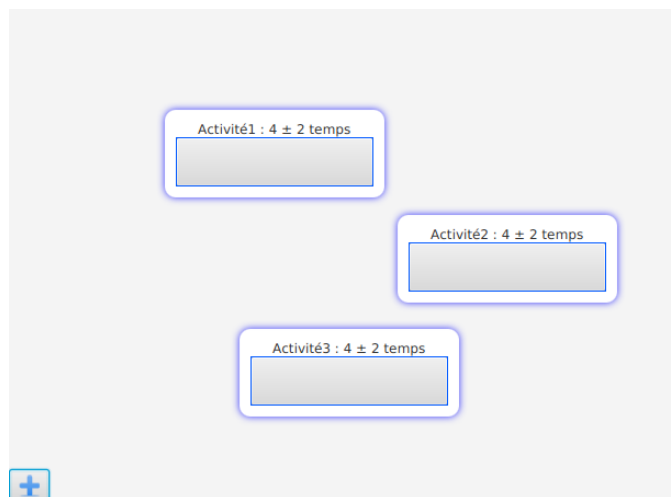 Activité1 : 4 ± 2 temps
Activité2 : 4 ± 2 temps
Activité3 : 4 ± 2 temps